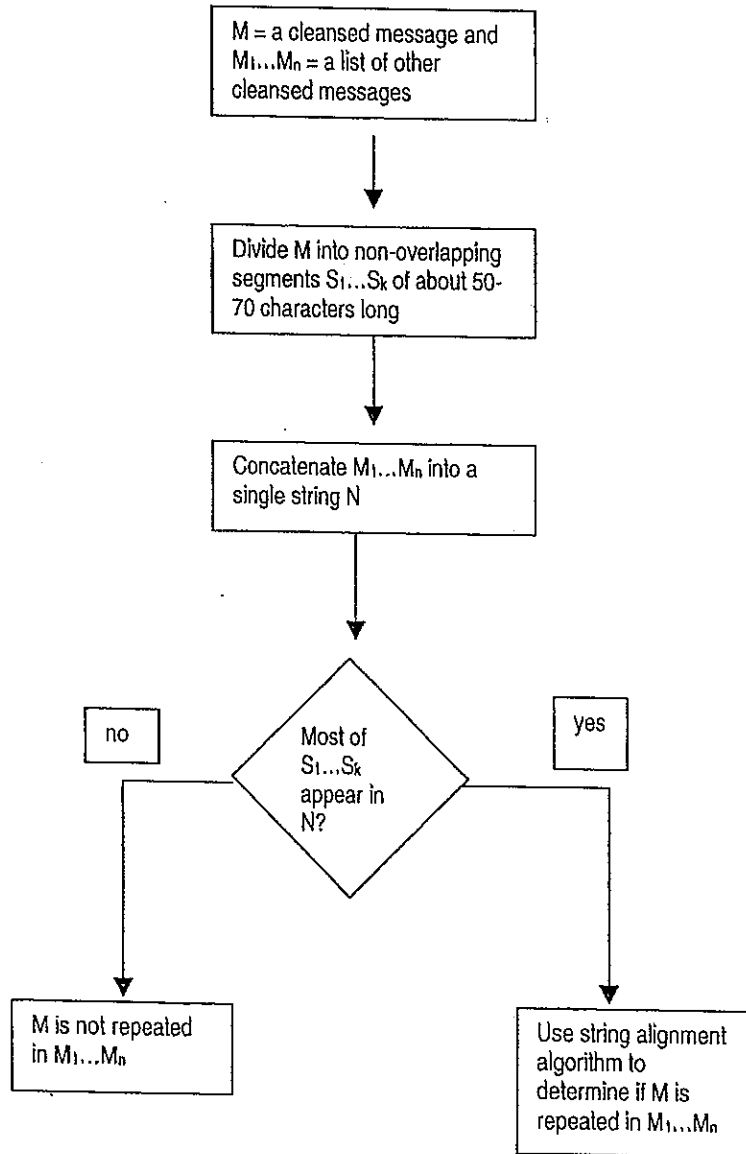 M = a cleansed message and
M₁...Mₙ = a list of other
cleansed messages
Divide M into non-overlapping
segments S₁...Sₖ of about 50-
70 characters long
Concatenate M₁...Mₙ into a
single string N
no
Most of
S₁...Sₖ
appear in
N?
yes
M is not repeated
in M₁...Mₙ
Use string alignment
algorithm to
determine if M is
repeated in M₁...Mₙ